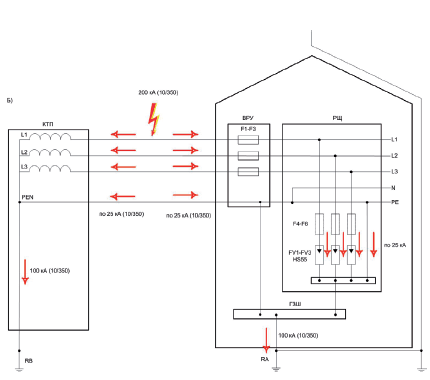 200 кА (10/350)
Б)
КТП
ВРУ
РЩ
F1-F3
L1
L1
L2
L2
L3
L3
N
PEN
PE
по 25 кА (10/350)
по 25 кА (10/350)
F4-F6
FV1-FV3
HS55
по 25 кА
100 кА (10/350)
ГЗШ
100 кА (10/350)
RB
RA